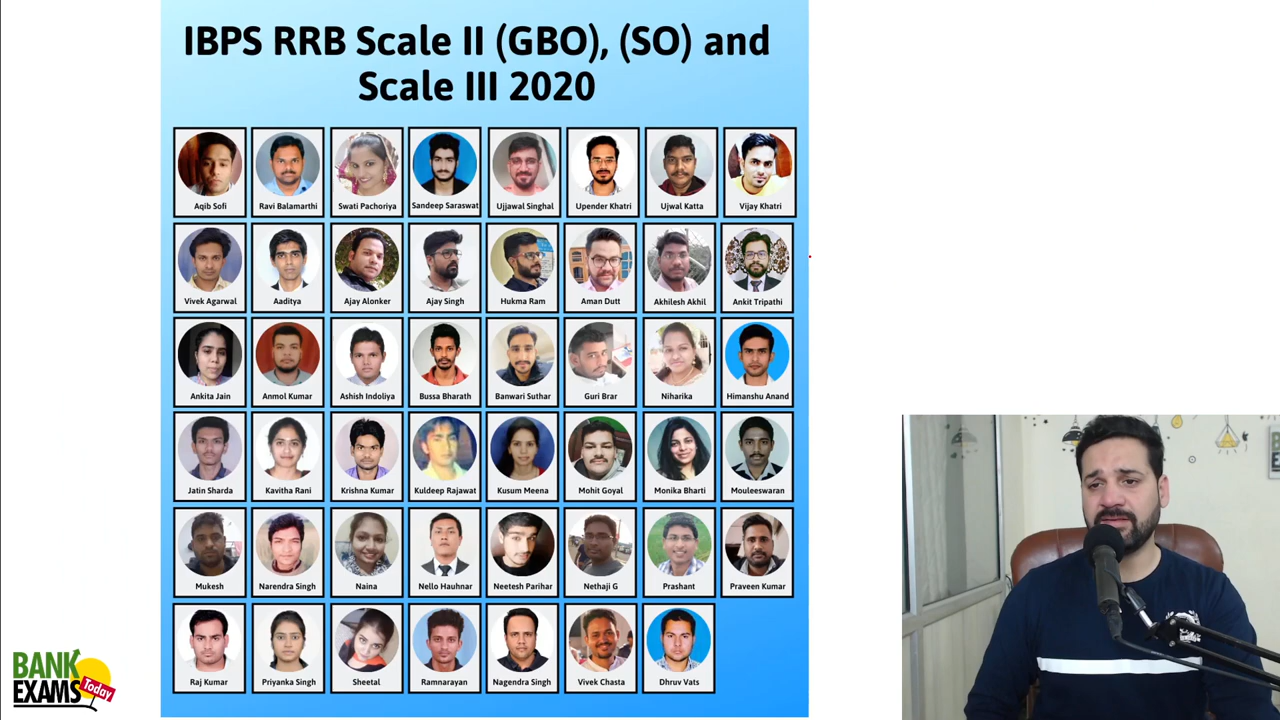 IBPS RRB Scale II (GBO), (SO) and
Scale III 2020
Aqib Sofi
Ravi Balamarthi
Swati Pachoriya
Sandeep Saraswat
Ujjawal Singhal
Upender Khatri
Ujwal Katta
Vijay Khatri
Vivek Agarwal
Aaditya
Ajay Alonker
Ajay Singh
Hukma Ram
Aman Dutt
Akhilesh Akhil
Ankit Tripathi
Ankita Jain
Anmol Kumar
Ashish Indoliya
Bussa Bharath
Banwari Suthar
Guri Brar
Niharika
Himanshu Anand
Jatin Sharda
Kavitha Rani
Krishna Kumar
Kuldeep Rajawat
Kusum Meena
Mohit Goyal
Monika Bharti
Mouleeswaran
Mukesh
Narendra Singh
Naina
Nello Hauhnar
Neetesh Parihar
Nethaji G
Prashant
Praveen Kumar
Raj Kumar
Priyanka Singh
Sheetal
Ramnarayan
Nagendra Singh
Vivek Chasta
Dhruv Vats
BANK
EXAMS
Today